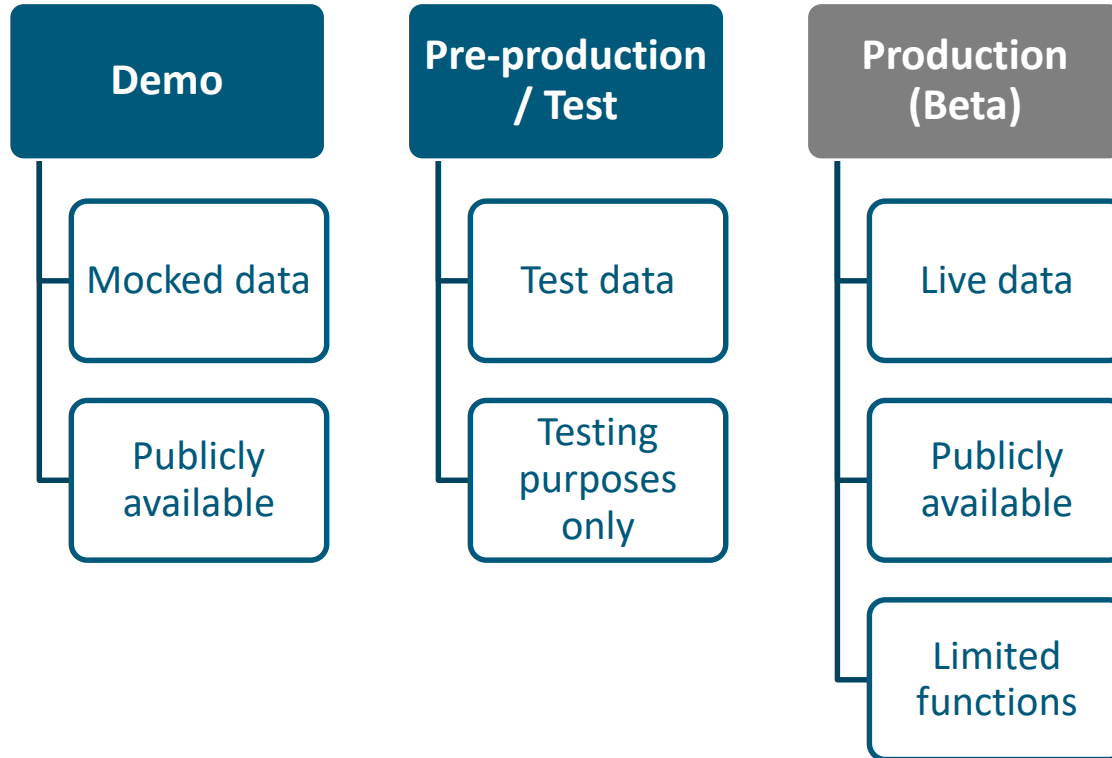 Demo
Mocked data
Publicly
available
Pre-production
/ Test
Test data
Testing
purposes
only
Production
(Beta)
Live data
Publicly
available
Limited
functions